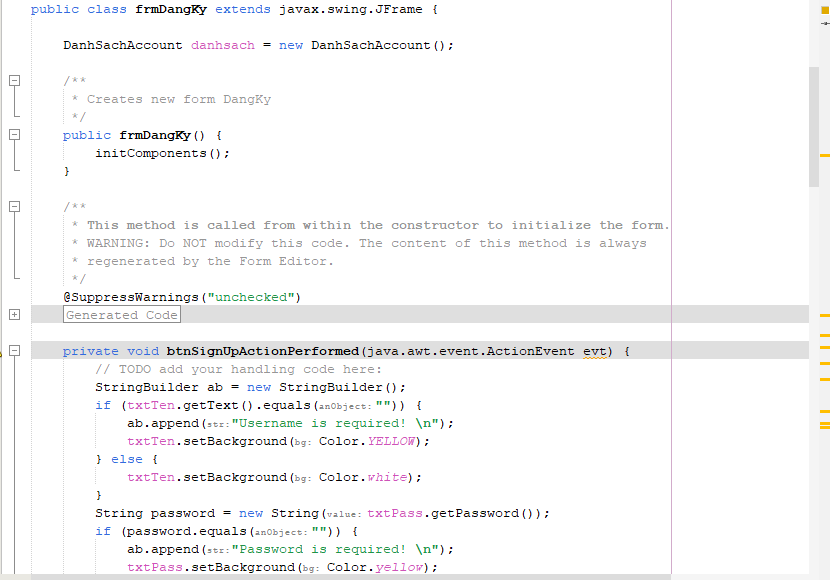 public class frmDangKy extends javax.swing.JFrame {
DanhSachAccount danhsach = new DanhSachAccount();
/**
* Creates new form DangKy
*/
public frmDangKy() {
initComponents();
}
/**
* This method is called from within the constructor to initialize the form.
* WARNING: Do NOT modify this code. The content of this method is always
* regenerated by the Form Editor.
*/
@SuppressWarnings("unchecked")
Generated Code
private void btnSignUpActionPerformed(java.awt.event.ActionEvent evt) {
// TODO add your handling code here:
StringBuilder ab = new StringBuilder();
if (txtTen.getText().equals(anObject: "")) {
ab.append(str: "Username is required! \n");
txtTen.setBackground(bg: Color.YELLOW);
} else {
txtTen.setBackground(bg: Color.white);
}
String password = new String(value: txtPass.getPassword());
if (password.equals(anObject: "")) {
ab.append(str: "Password is required! \n");
txtPass.setBackground(bg: Color.yellow);